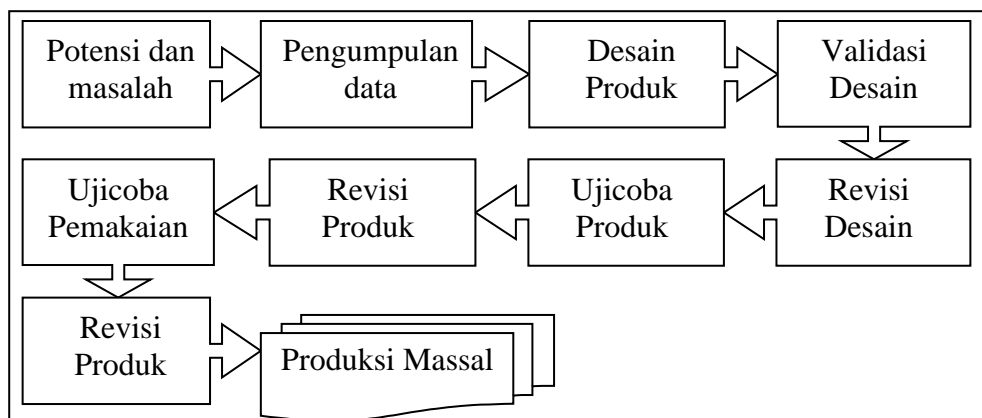 Potensi dan
masalah
Pengumpulan
data
Desain
Produk
Validasi
Desain
Revisi
Desain
Ujicoba
Produk
Revisi
Produk
Ujicoba
Pemakaian
Revisi
Produk
Produksi Massal